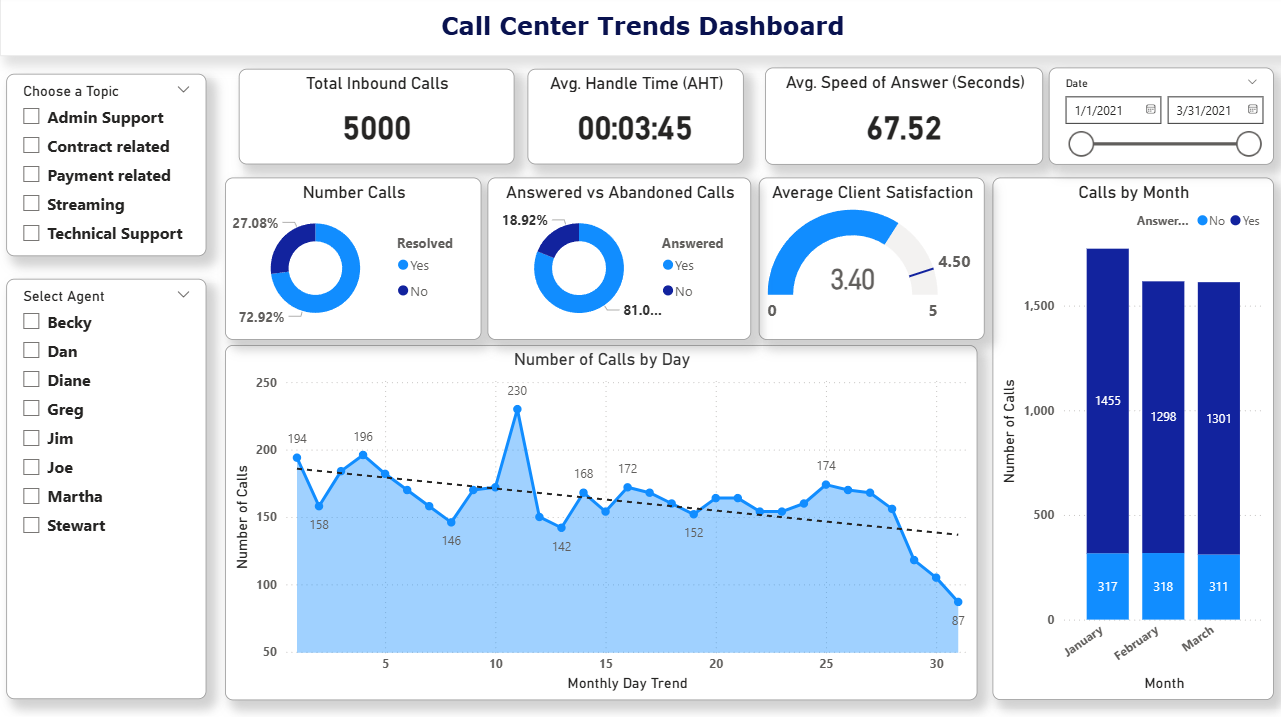 Call Center Trends Dashboard
Choose a Topic
Admin Support
Contract related
Payment related
Streaming
Technical Support
Select Agent
Becky
Dan
Diane
Greg
Jim
Joe
Martha
Stewart
Total Inbound Calls
5000
Avg. Handle Time (AHT)
00:03:45
Avg. Speed of Answer (Seconds)
67.52
Date
1/1/2021
3/31/2021
Number Calls
27.08%
72.92%
Resolved
Yes
No
Answered vs Abandoned Calls
18.92%
81.0...
Answered
Yes
No
Average Client Satisfaction
3.40
4.50
0
5
Number of Calls by Day
Number of Calls
250
200
150
100
50
194
158
196
146
230
142
168
172
152
174
87
5
10
15
20
25
30
Monthly Day Trend
Calls by Month
Answer...
No
Yes
Number of Calls
1,500
1,000
500
0
1455
1298
1301
317
318
311
January
February
March
Month